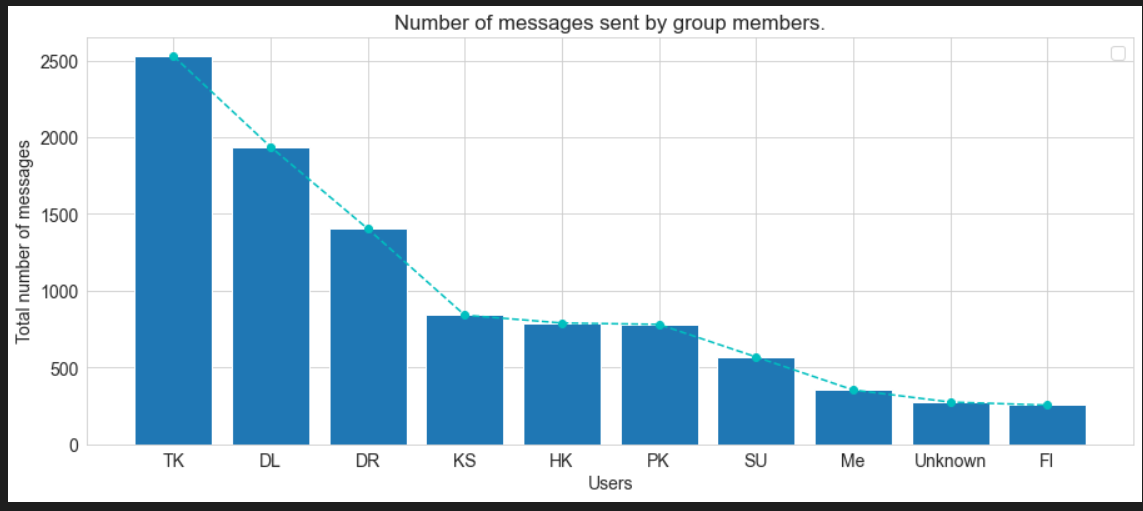 Number of messages sent by group members.
2500
2000
1500
1000
500
0
Total number of messages
TK DL DR KS HK PK SU Me Unknown FI
Users